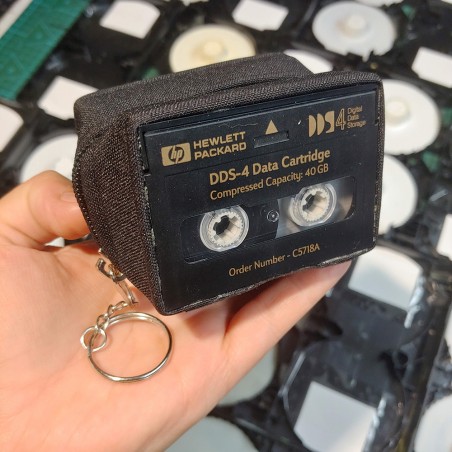 hp HEWLETT
PACKARD
DDS4 Digital
Data
Storage
DDS-4 Data Cartridge
Compressed Capacity: 40 GB
Order Number - C5718A